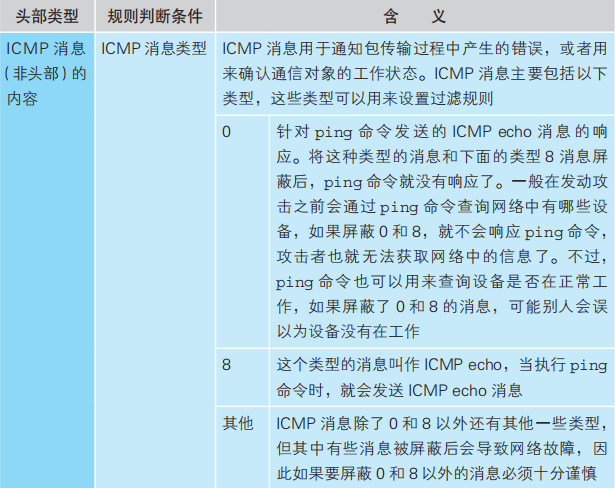 头部类型 规则判断条件 含 义
ICMP 消息 ICMP 消息类型 ICMP 消息用于通知包传输过程中产生的错误，或者用
（非头部）的 来确认通信对象的工作状态。ICMP 消息主要包括以下
内容 类型，这些类型可以用来设置过滤规则
0 针对 ping 命令发送的 ICMP echo 消息的响
应。将这种类型的消息和下面的类型 8 消息屏
蔽后，ping 命令就没有响应了。一般在发动攻
击之前会通过 ping 命令查询网络中有哪些设
备，如果屏蔽 0 和 8，就不会响应 ping 命令，
攻击者也就无法获取网络中的信息了。不过，
ping 命令也可以用来查询设备是否在正常工
作，如果屏蔽了 0 和 8 的消息，可能别人会误
以为设备没有在工作
8 这个类型的消息叫作 ICMP echo，当执行 ping
命令时，就会发送 ICMP echo 消息
其他 ICMP 消息除了 0 和 8 以外还有其他一些类型，
但其中有些消息被屏蔽后会导致网络故障，因
此如果要屏蔽 0 和 8 以外的消息必须十分谨慎